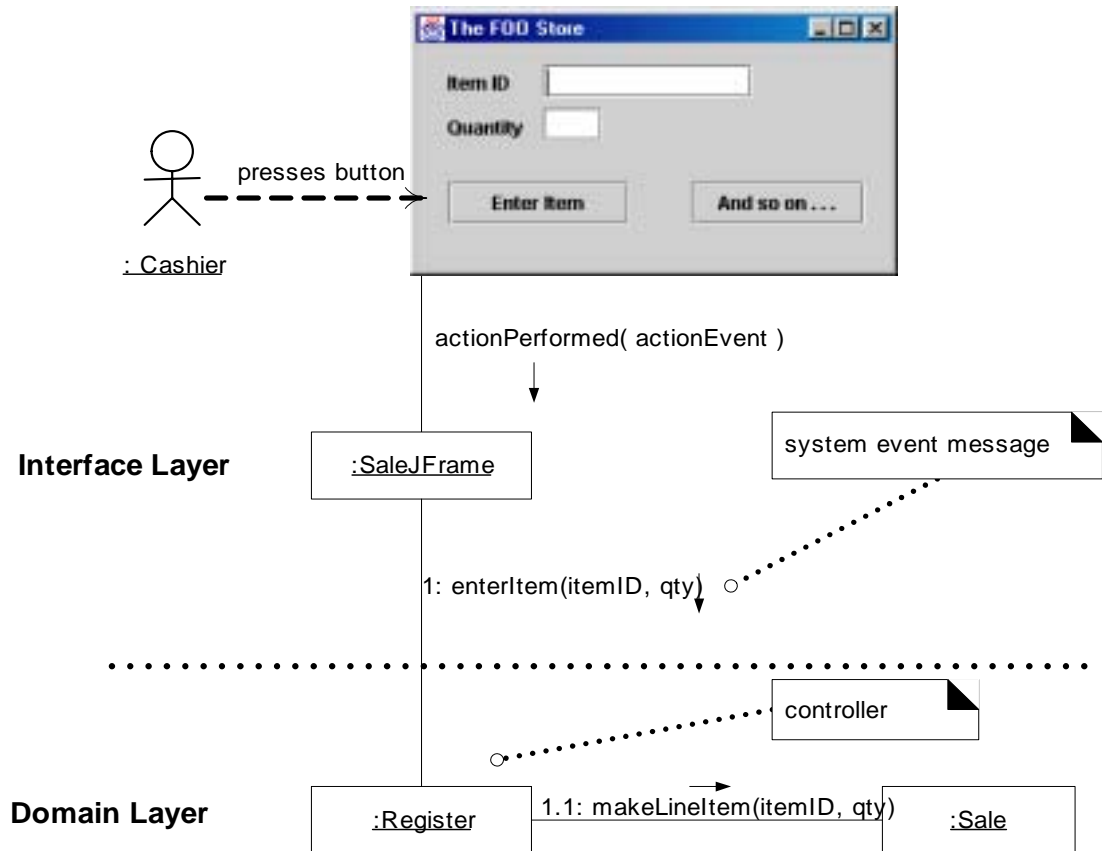 The FOO Store
Item ID
Quantity
presses button
Enter Item
And so on . . .
: Cashier
actionPerformed( actionEvent )
system event message
Interface Layer
:SaleJFrame
1: enterItem(itemID, qty)
controller
Domain Layer
:Register
1.1: makeLineItem(itemID, qty)
:Sale